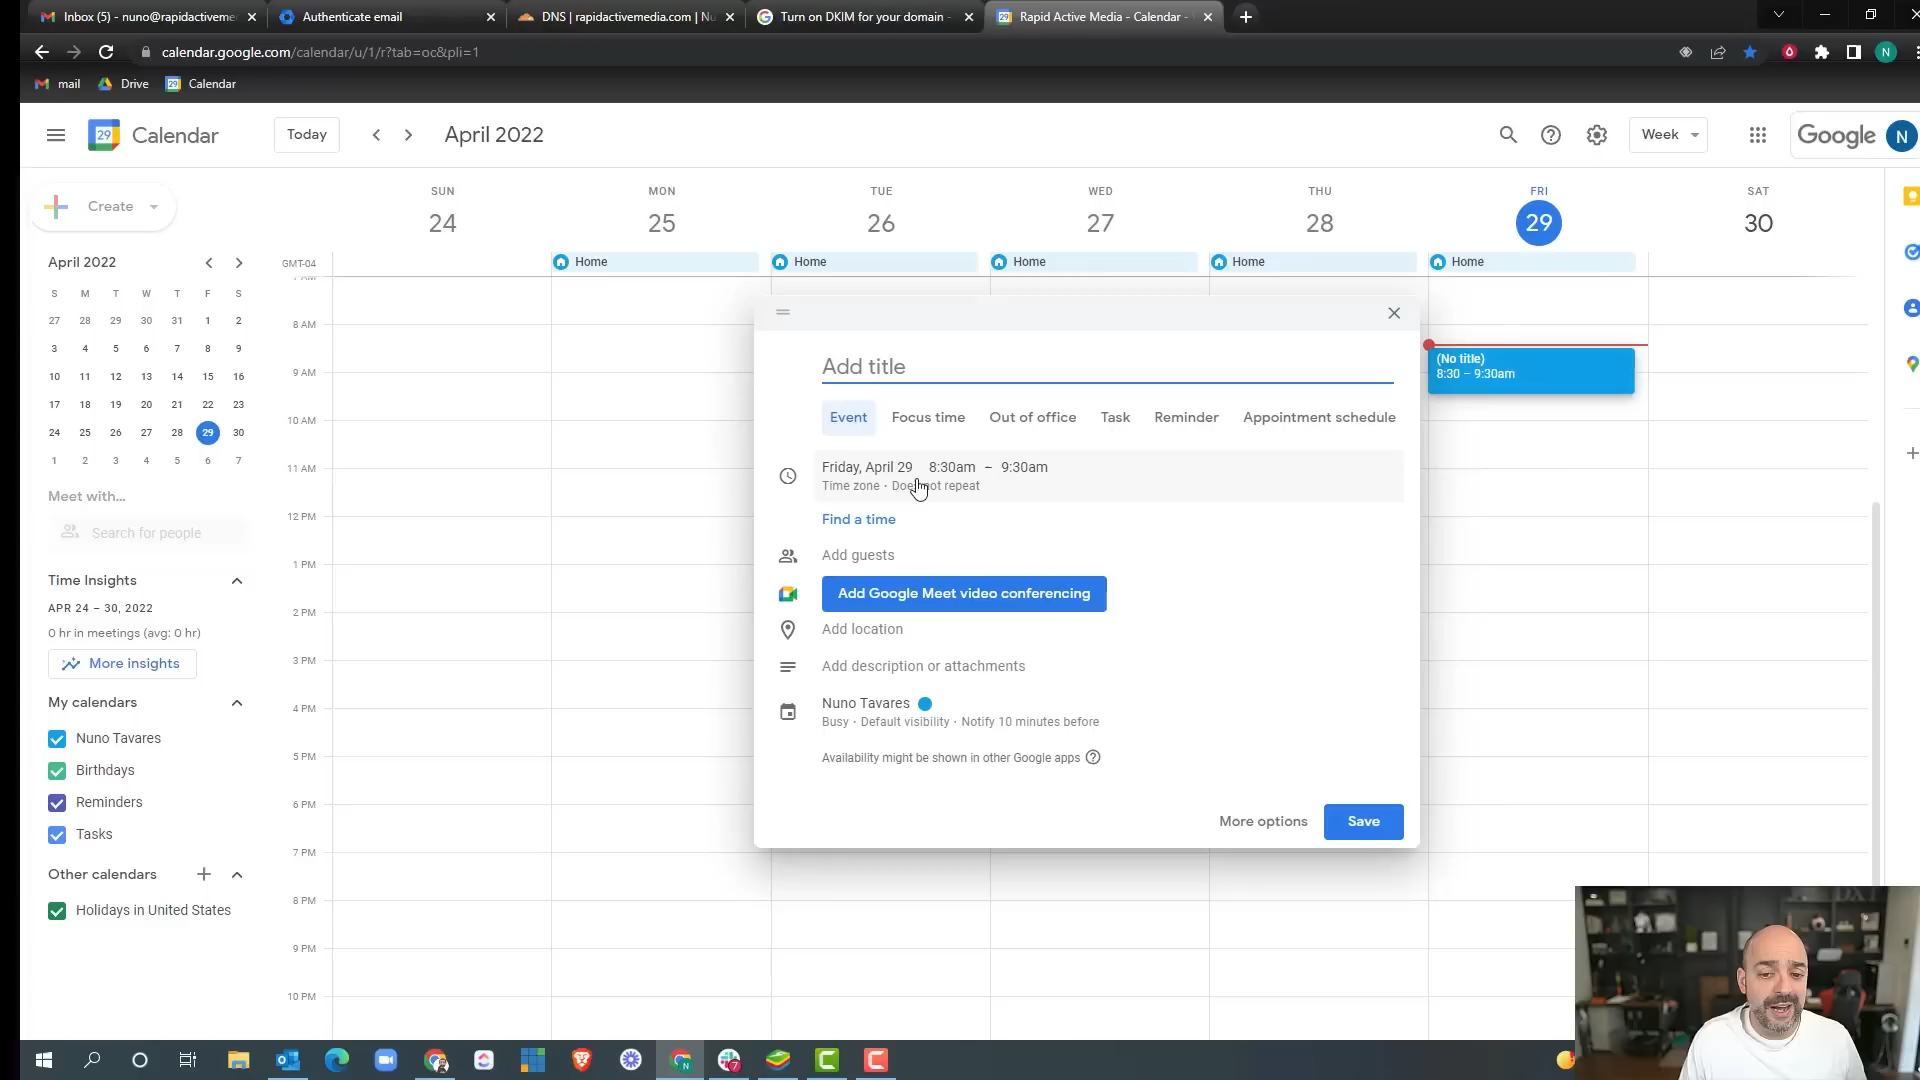 Inbox (5) - nuno@rapidactiveme
Authenticate email
DNS | rapidactivemedia.com | Nu
Turn on DKIM for your domain -
Rapid Active Media - Calendar -
calendar.google.com/calendar/u/1/r?tab=oc&pli=1
N
mail
Drive
29
Calendar
29
Calendar
Today
April 2022
Week
Google
N
Create
SUN
MON
TUE
WED
THU
FRI
SAT
24
25
26
27
28
29
30
April 2022
GMT-04
Home
Home
Home
Home
Home
S M T W T F S
27 28 29 30 31 1 2
3 4 5 6 7 8 9
10 11 12 13 14 15 16
17 18 19 20 21 22 23
24 25 26 27 28 29 30
1 2 3 4 5 6 7
Meet with...
Search for people
Time Insights
APR 24 – 30, 2022
0 hr in meetings (avg: 0 hr)
More insights
My calendars
Nuno Tavares
Birthdays
Reminders
Tasks
Other calendars
Holidays in United States
8 AM
9 AM
10 AM
11 AM
12 PM
1 PM
2 PM
3 PM
4 PM
5 PM
6 PM
7 PM
8 PM
9 PM
10 PM
(No title)
8:30 – 9:30am
Add title
Event
Focus time
Out of office
Task
Reminder
Appointment schedule
Friday, April 29 8:30am – 9:30am
Time zone · Does not repeat
Find a time
Add guests
Add Google Meet video conferencing
Add location
Add description or attachments
Nuno Tavares
Busy · Default visibility · Notify 10 minutes before
Availability might be shown in other Google apps
More options
Save